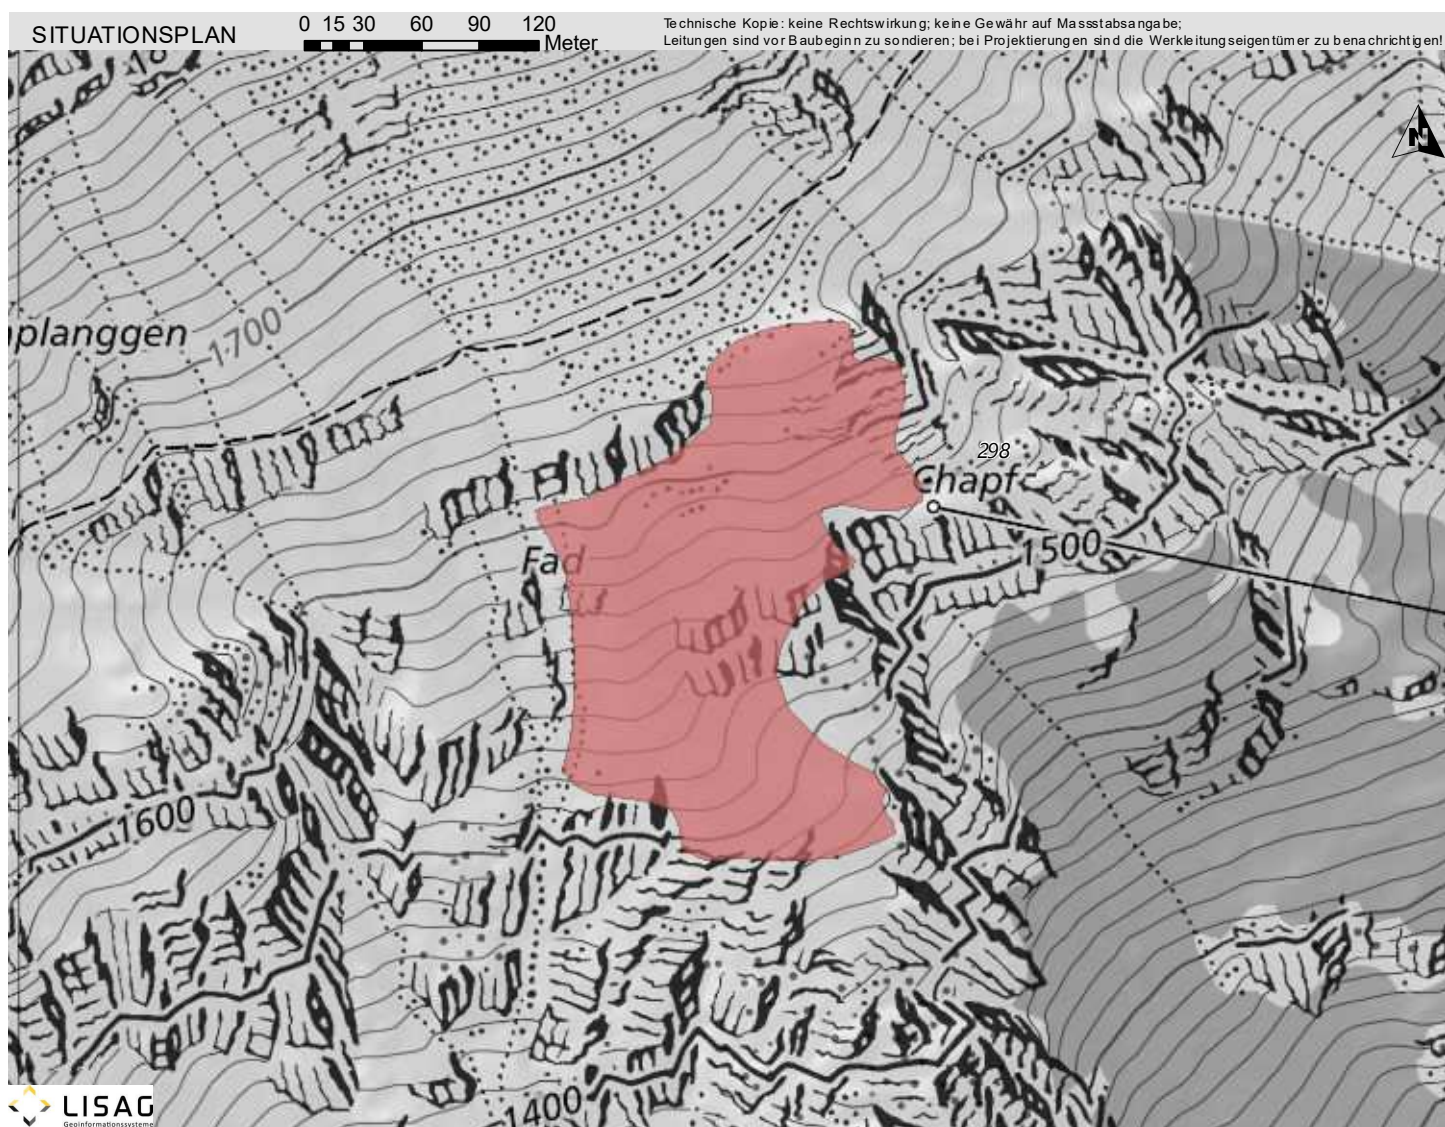 SITUATIONSPLAN
0 15 30 60 90 120
Meter
Technische Kopie: keine Rechtswirkung; keine Gewähr auf Massstabsangabe;
Leitungen sind vor Baubeginn zu sondieren; bei Projektierungen sind die Werkleitungseigentümer zu benachrichtigen!
N
planggen
1700
298
Chapf
1500
Fad
1600
1400
LISAG
Geoinformationssysteme